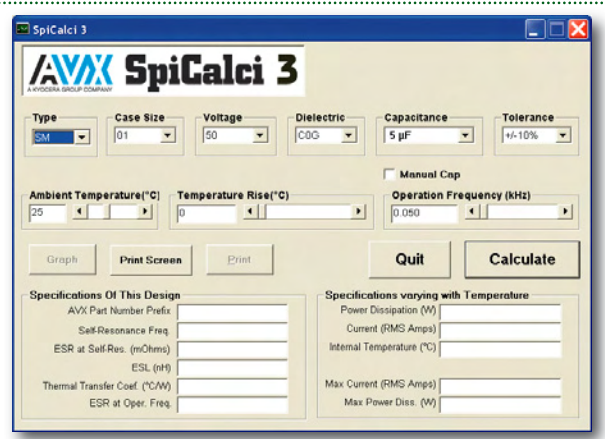 SpiCalci 3
AVX SpiCalci 3
A KYOCERA GROUP COMPANY
Type Case Size Voltage Dielectric Capacitance Tolerance
SM 01 50 C0G 5 µF +/-10%
Manual Cap
Ambient Temperature(°C) Temperature Rise(°C) Operation Frequency (kHz)
25 0 0.050
Graph Print Screen Print Quit Calculate
Specifications Of This Design Specifications varying with Temperature
AVX Part Number Prefix Power Dissipation (W)
Self-Resonance Freq. Current (RMS Amps)
ESR at Self-Res. (mOhms) Internal Temperature (°C)
ESL (nH)
Thermal Transfer Coef. (°C/W) Max Current (RMS Amps)
ESR at Oper. Freq. Max Power Diss. (W)